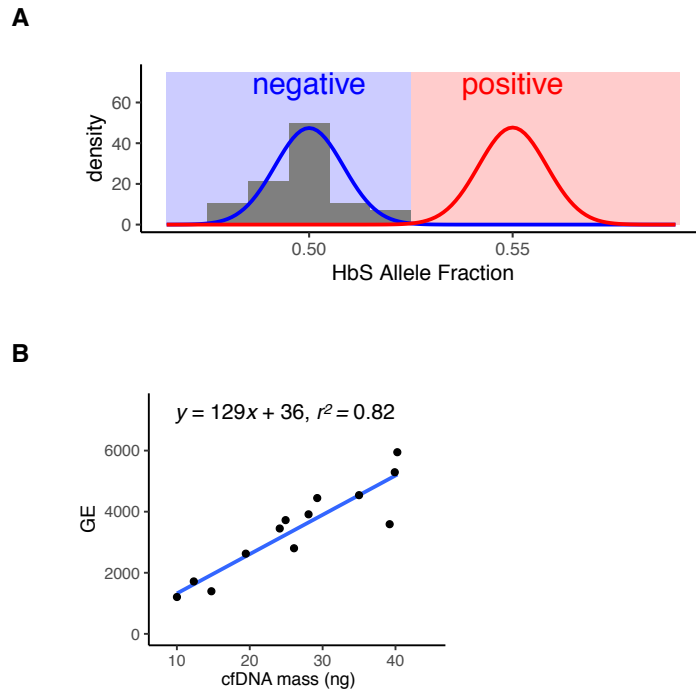 A
negative positive
60
40
20
0
density
0.50 0.55
HbS Allele Fraction
B
y = 129x + 36, r² = 0.82
6000
4000
2000
0
GE
10 20 30 40
cfDNA mass (ng)